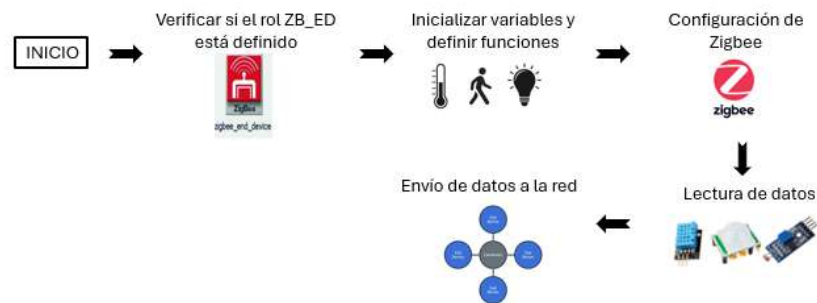 INICIO
Verificar si el rol ZB_ED
está definido
ZigBee
zigbee_end_device
Inicializar variables y
definir funciones
Configuración de
Zigbee
zigbee
Lectura de datos
Envío de datos a la red